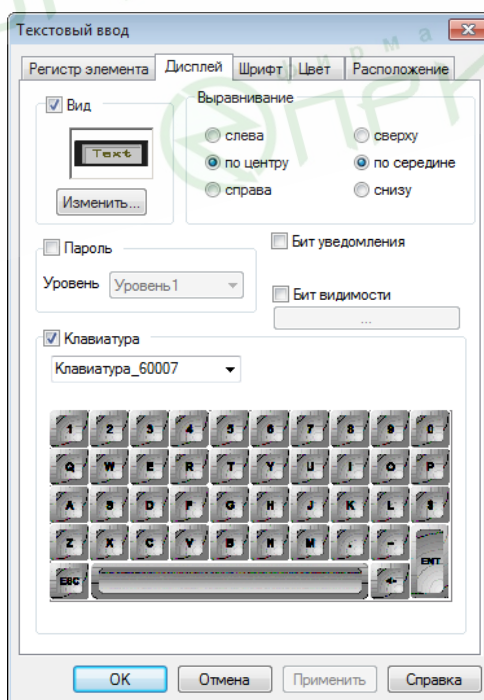 Текстовый ввод
Регистр элемента Дисплей Шрифт Цвет Расположение
Вид
Text
Изменить...
Выравнивание
слева сверху
по центру по середине
справа снизу
Пароль
Уровень Уровень1
Бит уведомления
Бит видимости
...
Клавиатура
Клавиатура_60007
1 2 3 4 5 6 7 8 9 0
Q W E R T Y U I O P
A S D F G H J K L
Z X C V B N M . -
ENT
ESC
OK Отмена Применить Справка
фирма